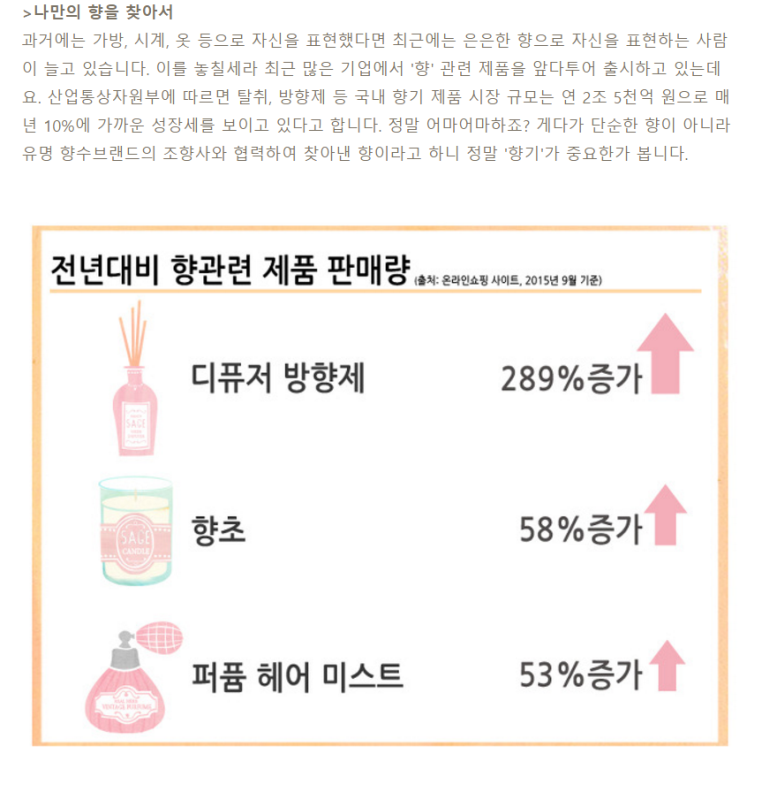 >나만의 향을 찾아서
과거에는 가방, 시계, 옷 등으로 자신을 표현했다면 최근에는 은은한 향으로 자신을 표현하는 사람
이 늘고 있습니다. 이를 놓칠세라 최근 많은 기업에서 '향' 관련 제품을 앞다투어 출시하고 있는데
요. 산업통상자원부에 따르면 탈취, 방향제 등 국내 향기 제품 시장 규모는 연 2조 5천억 원으로 매
년 10%에 가까운 성장세를 보이고 있다고 합니다. 정말 어마어마하죠? 게다가 단순한 향이 아니라
유명 향수브랜드의 조향사와 협력하여 찾아낸 향이라고 하니 정말 '향기'가 중요한가 봅니다.
전년대비 향관련 제품 판매량 (출처: 온라인쇼핑 사이트, 2015년 9월 기준)
디퓨저 방향제 289%증가
SAGE
향초 58%증가
SAGE
CANDLE
퍼퓸 헤어 미스트 53%증가